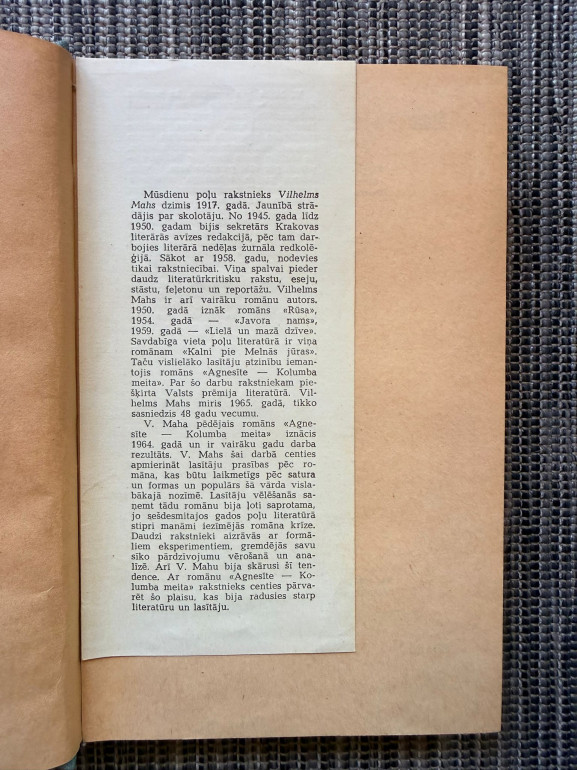 Mūsdienu poļu rakstnieks Vilhelms
Mahs dzimis 1917. gadā. Jaunībā strā-
dājis par skolotāju. No 1945. gada līdz
1950. gadam bijis sekretārs Krakovas
literārās avīzes redakcijā, pēc tam dar-
bojies literārā nedēļas žurnāla redkolē-
ģijā. Sākot ar 1958. gadu, nodevies
tikai rakstniecībai. Viņa spalvai pieder
daudz literatūrkritisku rakstu, eseju,
stāstu, feļetonu un reportāžu. Vilhelms
Mahs ir arī vairāku romānu autors.
1950. gadā iznāk romāns «Rūsa»,
1954. gadā — «Javora nams»,
1959. gadā — «Lielā un mazā dzīve».
Savdabīga vieta poļu literatūrā ir viņa
romānam «Kalni pie Melnās jūras».
Taču vislielāko lasītāju atzinību ieman-
tojis romāns «Agnesīte — Kolumba
meita». Par šo darbu rakstniekam pie-
šķirta Valsts prēmija literatūrā. Vil-
helms Mahs miris 1965. gadā, tikko
sasniedzis 48 gadu vecumu.
V. Maha pēdējais romāns «Agne-
sīte — Kolumba meita» iznācis
1964. gadā un ir vairāku gadu darba
rezultāts. V. Mahs šai darbā centies
apmierināt lasītāju prasības pēc ro-
māna, kas būtu laikmetīgs pēc satura
un formas un populārs šā vārda visla-
bākajā nozīmē. Lasītāju vēlēšanās sa-
ņemt tādu romānu bija ļoti saprotama,
jo sešdesmitajos gados poļu literatūrā
stipri manāmi iezīmējās romāna krīze.
Daudzi rakstnieki aizrāvās ar formā-
liem eksperimentiem, gremdējās savu
sīko pārdzīvojumu vērošanā un ana-
līzē. Arī V. Mahu bija skārusi šī ten-
dence. Ar romānu «Agnesīte — Ko-
lumba meita» rakstnieks centies pārva-
rēt šo plaisu, kas bija radusies starp
literatūru un lasītāju.